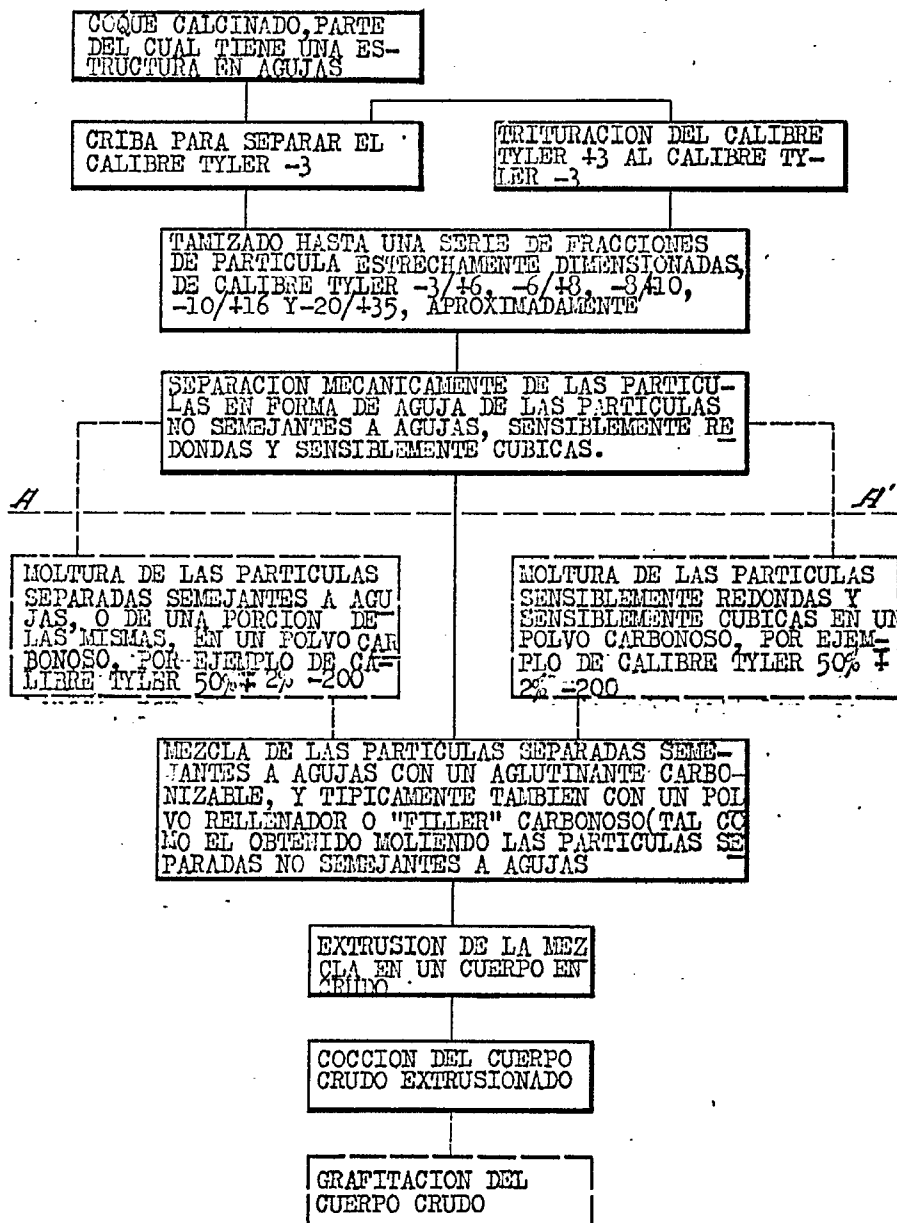 COQUE CALCINADO, PARTE
DEL CUAL TIENE UNA ES-
TRUCTURA EN AGUJAS
CRIBA PARA SEPARAR EL
CALIBRE TYLER -3
TRITURACION DEL CALIBRE
TYLER +3 AL CALIBRE TY-
LER -3
TAMIZADO HASTA UNA SERIE DE FRACCIONES
DE PARTICULA ESTRECHAMENTE DIMENSIONADAS,
DE CALIBRE TYLER -3/+6, -6/+8, -8/+10,
-10/+16 Y-20/+35, APROXIMADAMENTE
SEPARACION MECANICAMENTE DE LAS PARTICU-
LAS EN FORMA DE AGUJA DE LAS PARTICULAS
NO SEMEJANTES A AGUJAS, SENSIBLEMENTE RE
DONDAS Y SENSIBLEMENTE CUBICAS.
A
A'
MOLTURA DE LAS PARTICULAS
SEPARADAS SEMEJANTES A AGU
JAS, O DE UNA PORCION DE
LAS MISMAS, EN UN POLVO CAR
BONOSO, POR EJEMPLO DE CA-
LIBRE TYLER 50% ∓ 2% -200
MOLTURA DE LAS PARTICULAS
SENSIBLEMENTE REDONDAS Y
SENSIBLEMENTE CUBICAS EN UN
POLVO CARBONOSO, POR EJEM-
PLO DE CALIBRE TYLER 50% ∓
2% -200
MEZCLA DE LAS PARTICULAS SEPARADAS SEME-
JANTES A AGUJAS CON UN AGLUTINANTE CARBO-
NIZABLE, Y TIPICAMENTE TAMBIEN CON UN POL
VO RELLENADOR O "FILLER" CARBONOSO(TAL CO
MO EL OBTENIDO MOLIENDO LAS PARTICULAS SE
PARADAS NO SEMEJANTES A AGUJAS
EXTRUSION DE LA MEZ
CLA EN UN CUERPO EN
CRUDO
COCCION DEL CUERPO
CRUDO EXTRUSIONADO
GRAFITACION DEL
CUERPO CRUDO